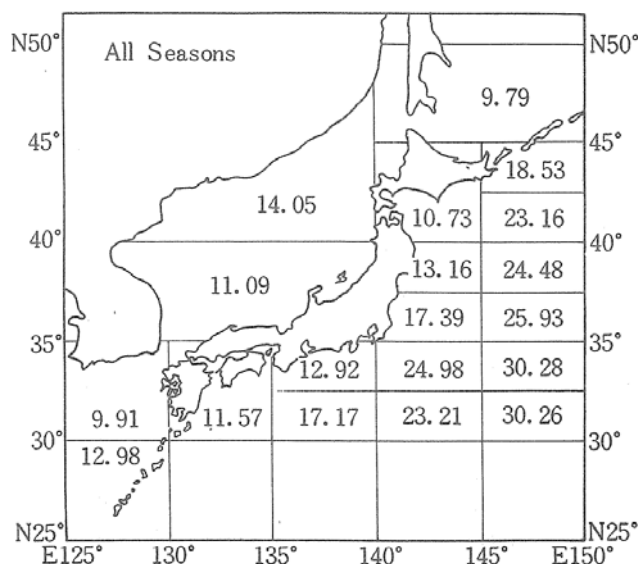 N50° N50°
All Seasons
9.79
45° 45°
18.53
14.05 10.73 23.16
40° 40°
11.09 13.16 24.48
17.39 25.93
35° 35°
12.92 24.98 30.28
9.91 11.57 17.17 23.21 30.26
30° 30°
12.98
N25° N25°
E125° 130° 135° 140° 145° E150°